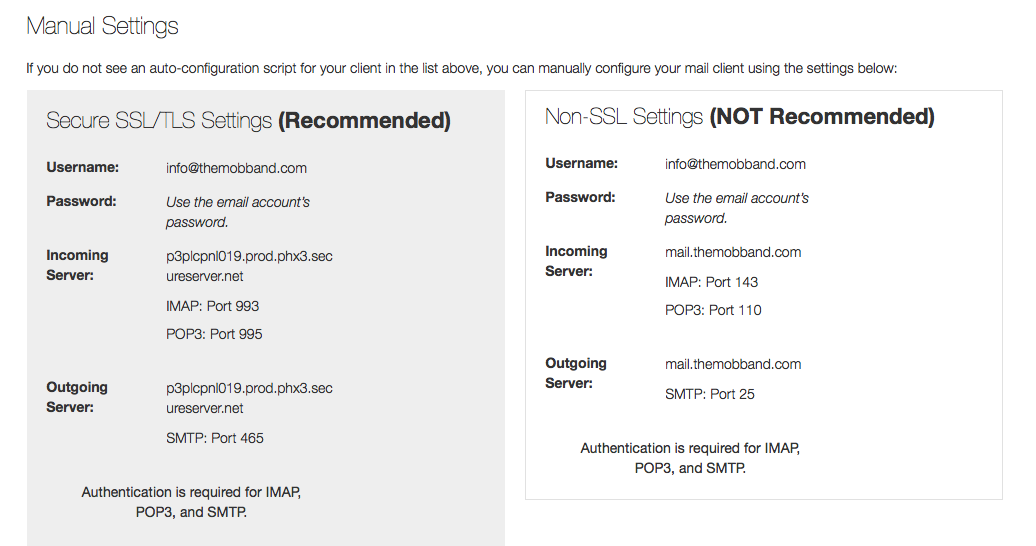 Manual Settings
If you do not see an auto-configuration script for your client in the list above, you can manually configure your mail client using the settings below:
Secure SSL/TLS Settings (Recommended)
Username: info@themobband.com
Password: Use the email account's
password.
Incoming p3plcpnl019.prod.phx3.sec
Server: ureserver.net
IMAP: Port 993
POP3: Port 995
Outgoing p3plcpnl019.prod.phx3.sec
Server: ureserver.net
SMTP: Port 465
Authentication is required for IMAP,
POP3, and SMTP.
Non-SSL Settings (NOT Recommended)
Username: info@themobband.com
Password: Use the email account's
password.
Incoming mail.themobband.com
Server:
IMAP: Port 143
POP3: Port 110
Outgoing mail.themobband.com
Server:
SMTP: Port 25
Authentication is required for IMAP,
POP3, and SMTP.